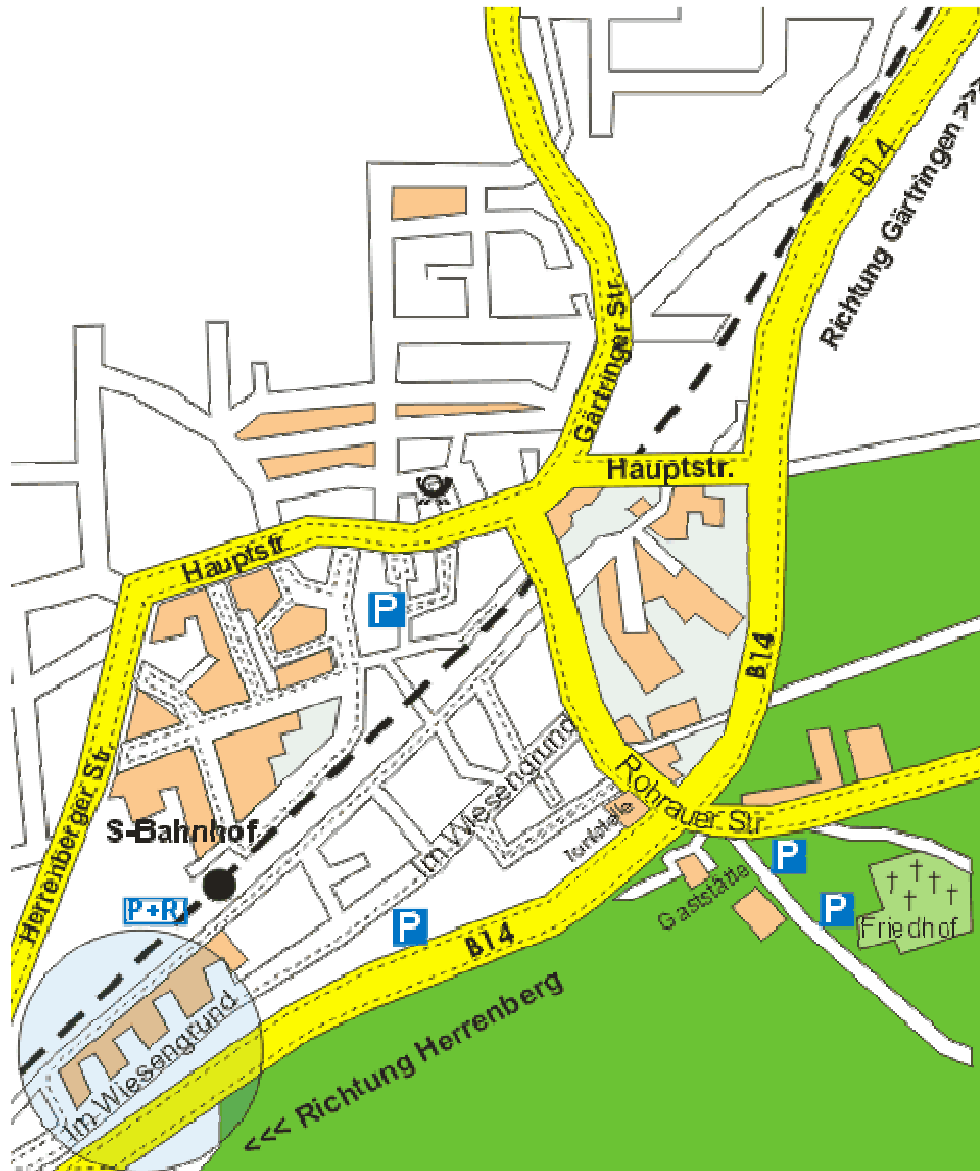 B14
Richtung Gärtringen >>>
Gärtringer Str.
Hauptstr.
Hauptstr
P
B14
Im Wiesengrund
Rohrauer Str
Herrenberger Str.
S-Bahnhof
P
Gaststätte
P+R
P
P
Friedhof
B14
Im Wiesengrund
<<< Richtung Herrenberg